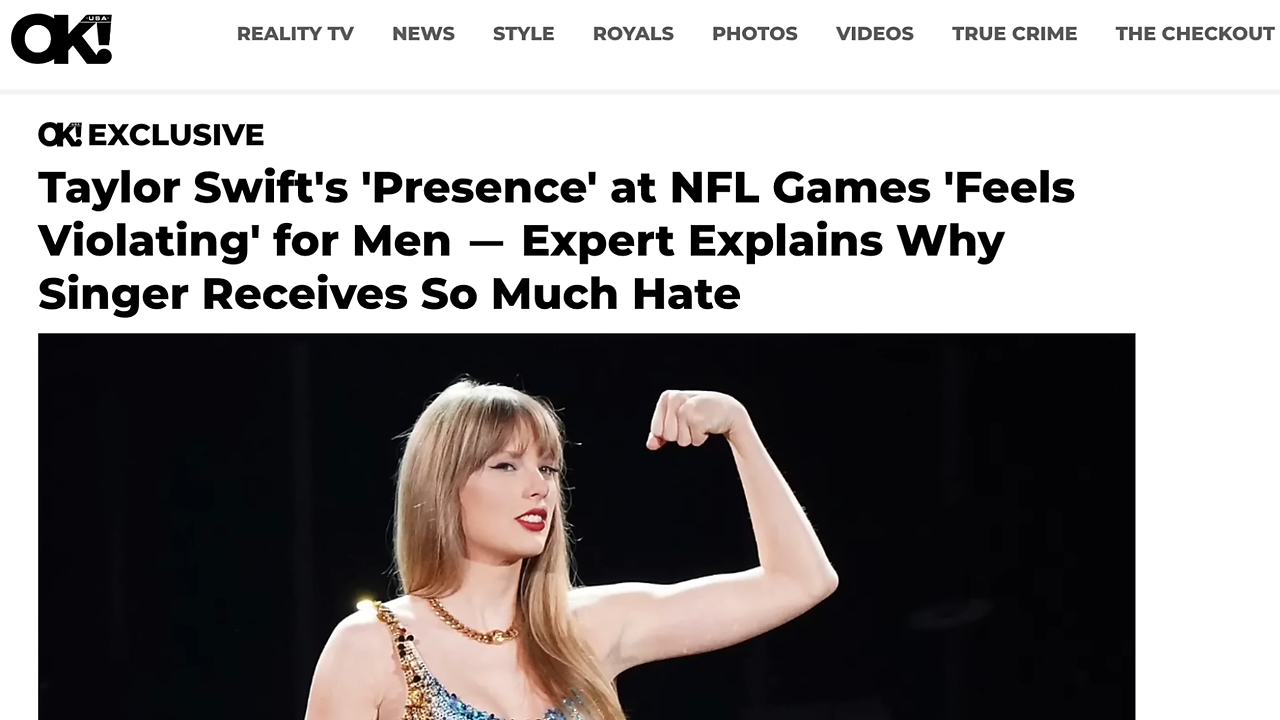 OK! USA
REALITY TV NEWS STYLE ROYALS PHOTOS VIDEOS TRUE CRIME THE CHECKOUT
OK! EXCLUSIVE
Taylor Swift's 'Presence' at NFL Games 'Feels
Violating' for Men — Expert Explains Why
Singer Receives So Much Hate